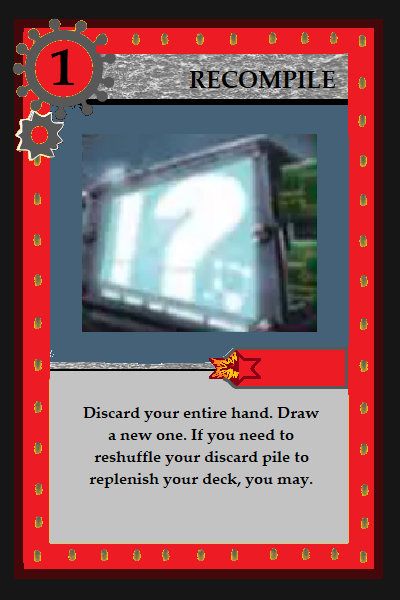 1
RECOMPILE
!?
Discard your entire hand. Draw
a new one. If you need to
reshuffle your discard pile to
replenish your deck, you may.